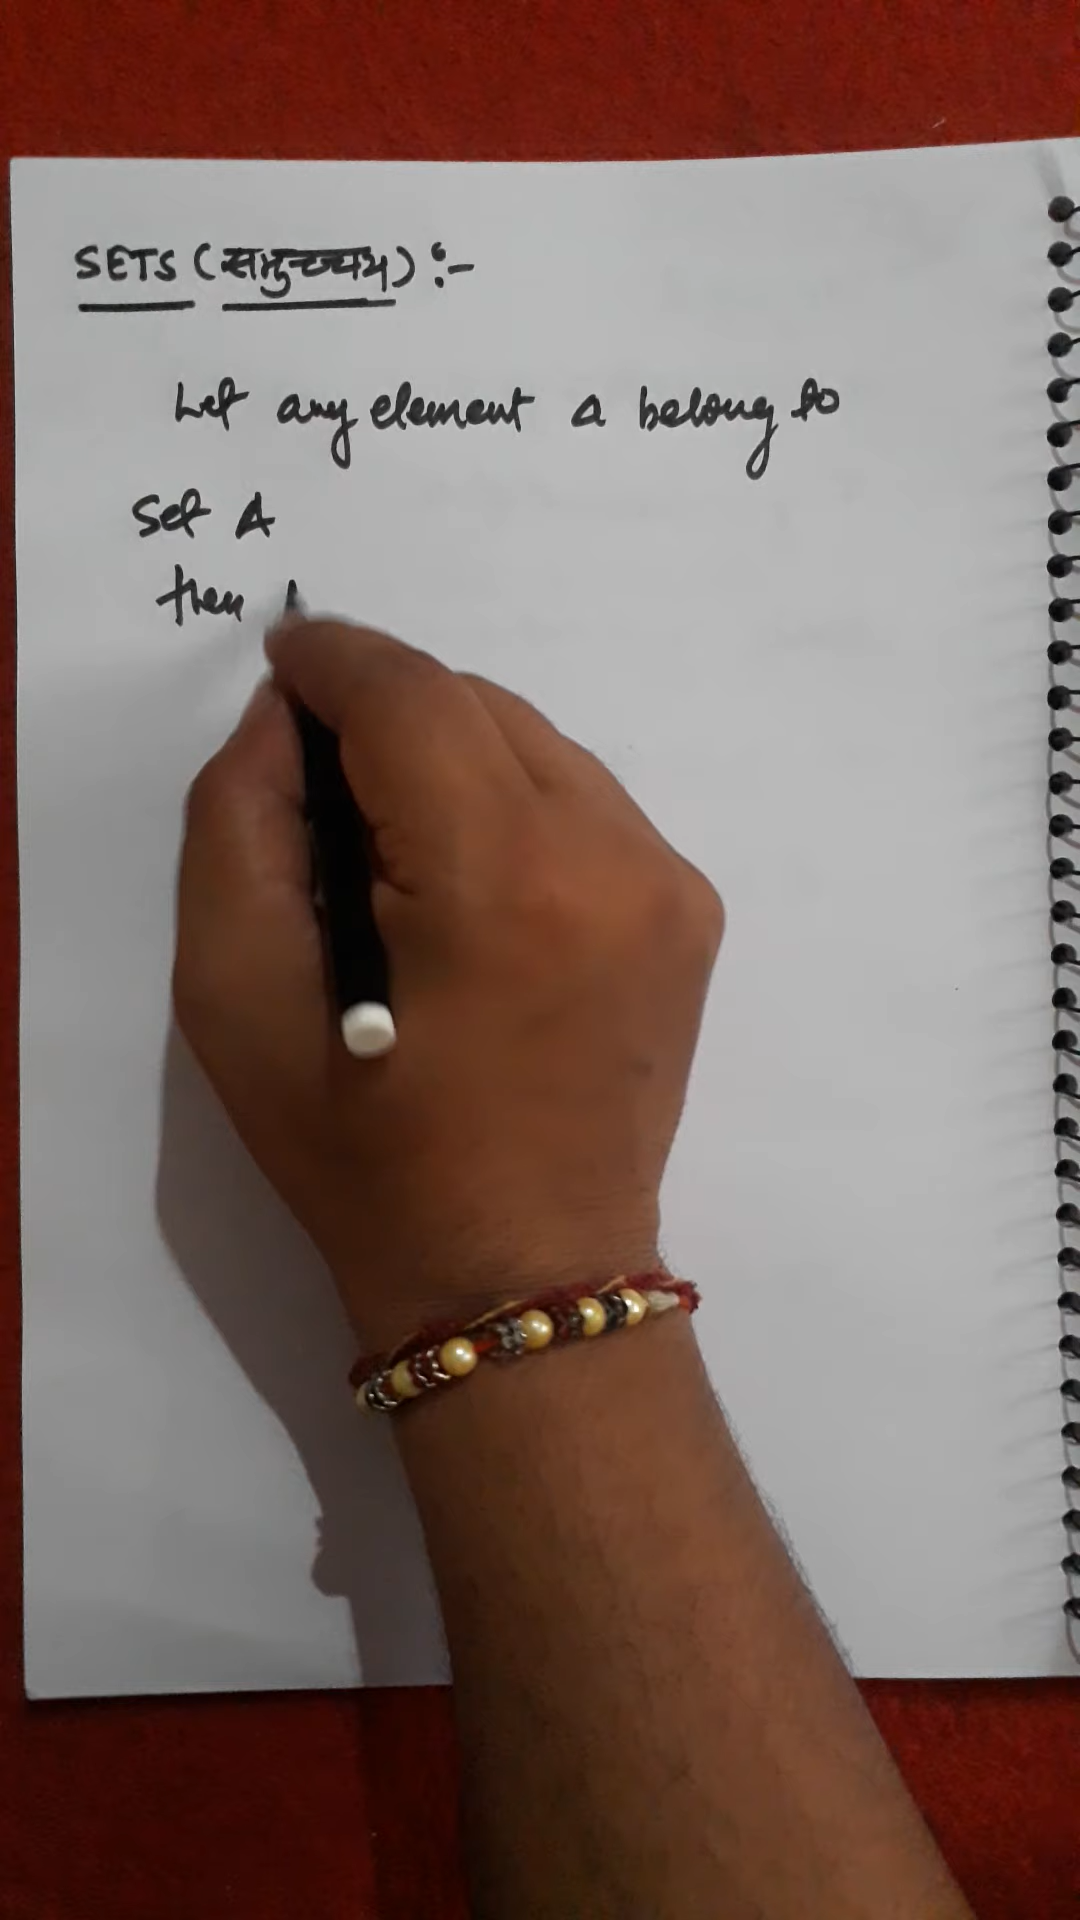 SETS (समुच्चय) :-
Let any element a belong to
Set A
then